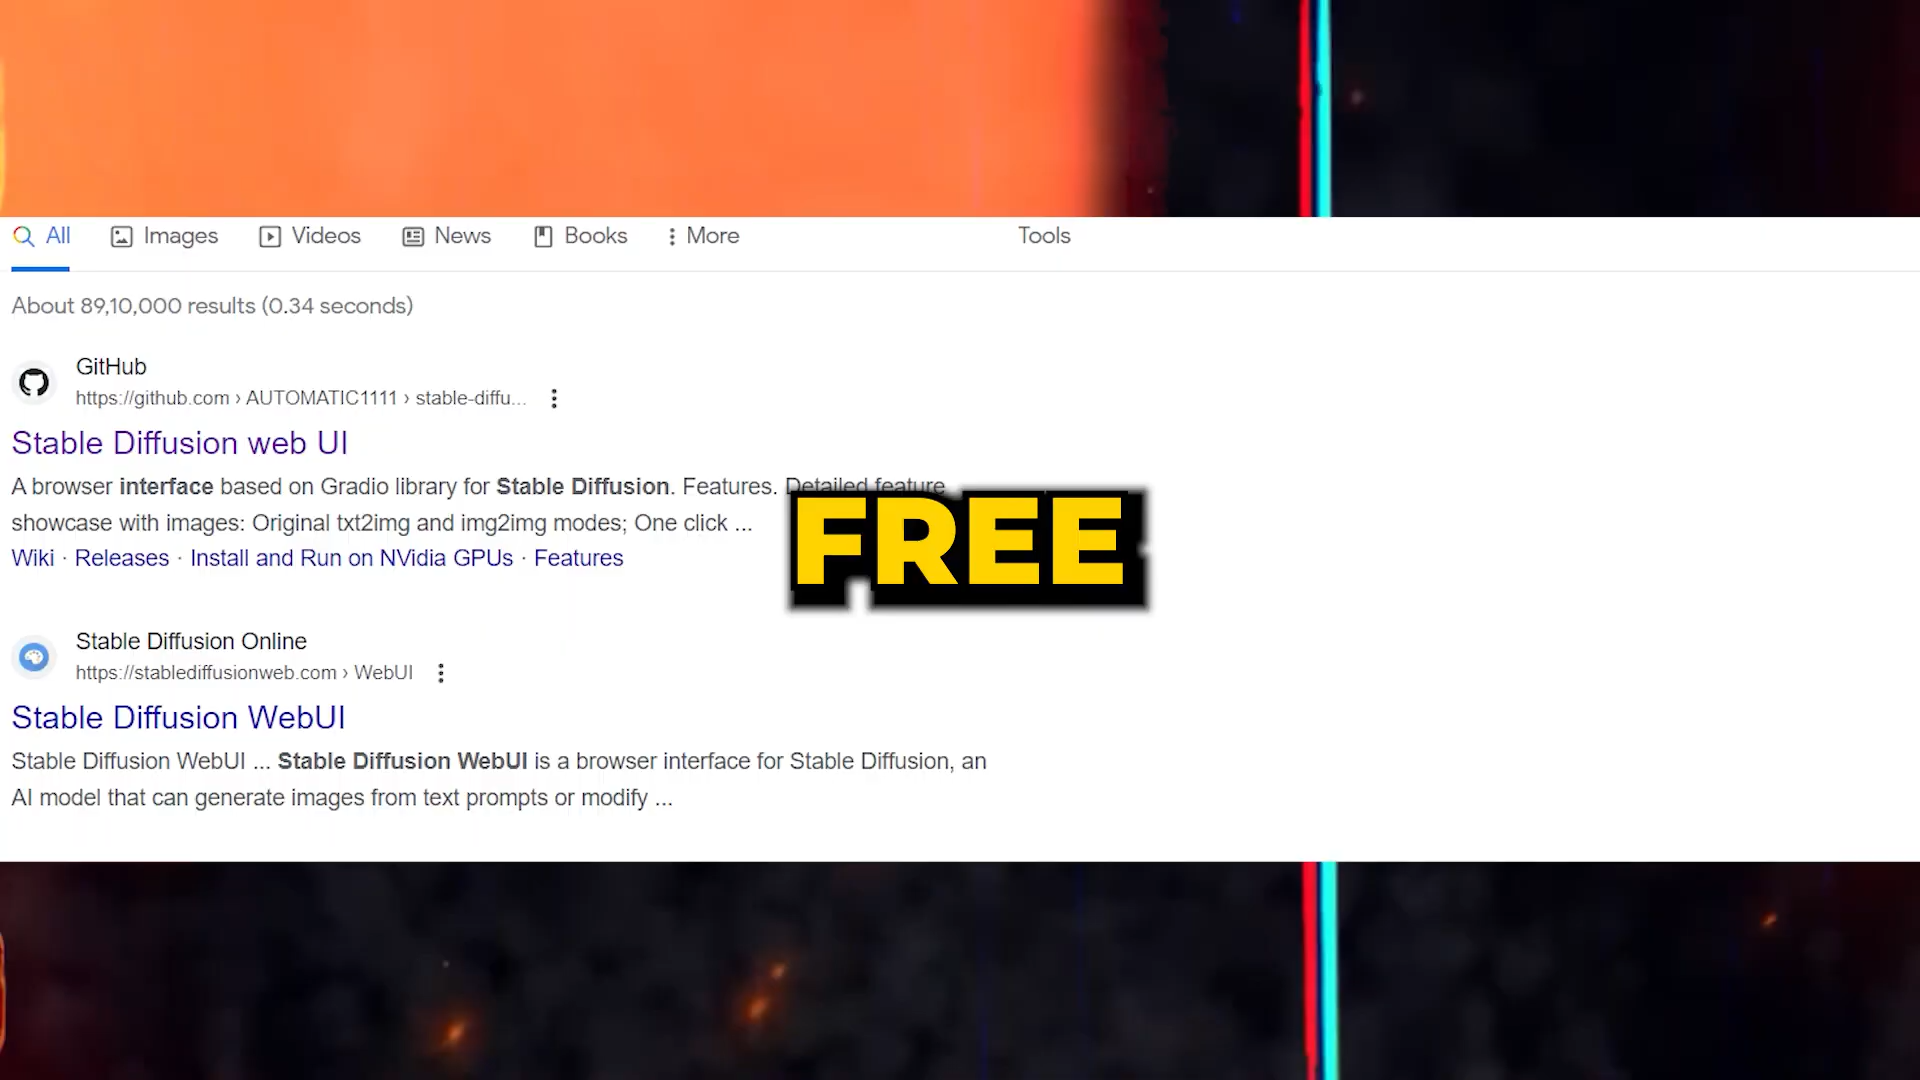 All Images Videos News Books More Tools
About 89,10,000 results (0.34 seconds)
GitHub
https://github.com › AUTOMATIC1111 › stable-diffu...
Stable Diffusion web UI
A browser interface based on Gradio library for Stable Diffusion. Features. Detailed feature
showcase with images: Original txt2img and img2img modes; One click ...
FREE
Wiki · Releases · Install and Run on NVidia GPUs · Features
Stable Diffusion Online
https://stablediffusionweb.com › WebUI
Stable Diffusion WebUI
Stable Diffusion WebUI ... Stable Diffusion WebUI is a browser interface for Stable Diffusion, an
AI model that can generate images from text prompts or modify ...